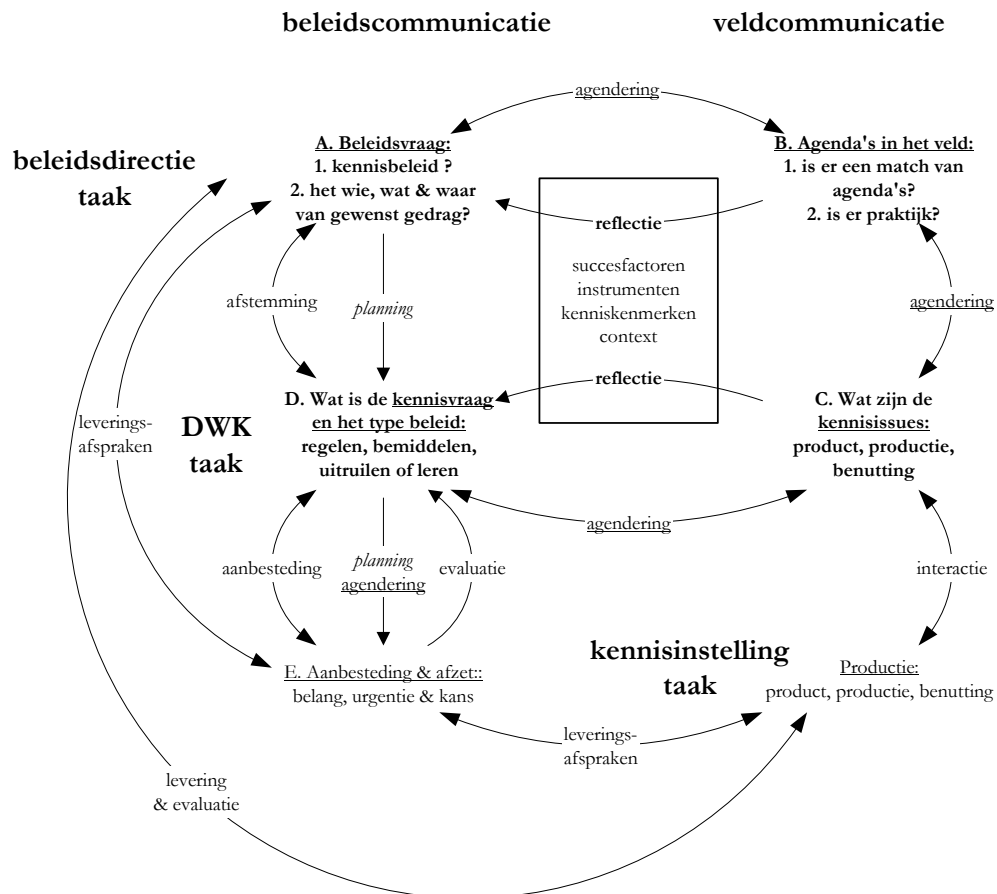 beleidscommunicatie
veldcommunicatie
agendering
beleidsdirectie
taak
A. Beleidsvraag:
1. kennisbeleid ?
2. het wie, wat & waar
van gewenst gedrag?
B. Agenda's in het veld:
1. is er een match van
agenda's?
2. is er praktijk?
reflectie
succesfactoren
instrumenten
kenniskenmerken
context
reflectie
afstemming
planning
agendering
leverings-
afspraken
DWK
taak
D. Wat is de kennisvraag
en het type beleid:
regelen, bemiddelen,
uitruilen of leren
C. Wat zijn de
kennisissues:
product, productie,
benutting
agendering
aanbesteding
planning
agendering
evaluatie
interactie
kennisinstelling
taak
E. Aanbesteding & afzet::
belang, urgentie & kans
Productie:
product, productie, benutting
leverings-
afspraken
levering
& evaluatie